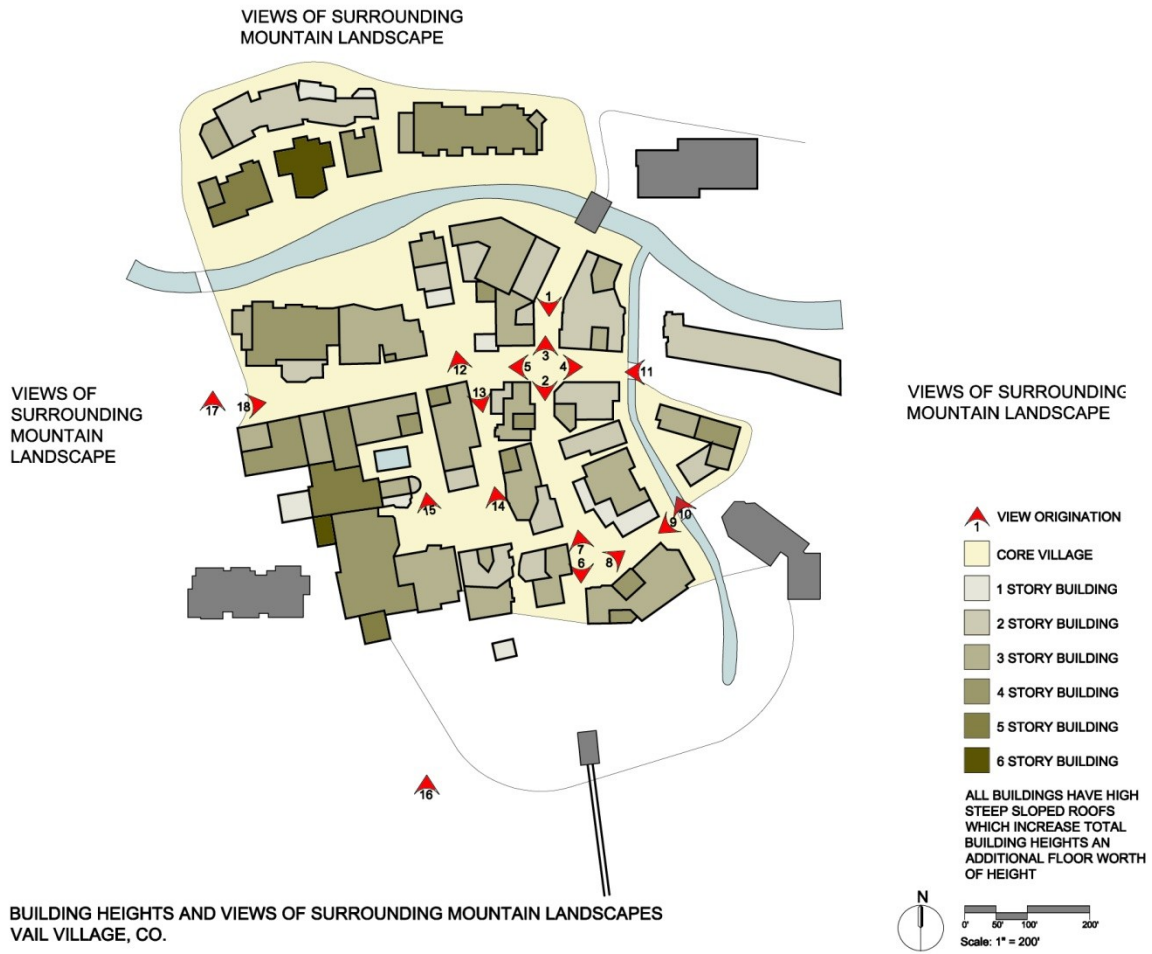 VIEWS OF SURROUNDING
MOUNTAIN LANDSCAPE
1
3
5
4
2
12
11
13
VIEWS OF
SURROUNDING
MOUNTAIN
LANDSCAPE
17
18
VIEWS OF SURROUNDING
MOUNTAIN LANDSCAPE
15
14
10
9
7
6
8
16
1
VIEW ORIGINATION
CORE VILLAGE
1 STORY BUILDING
2 STORY BUILDING
3 STORY BUILDING
4 STORY BUILDING
5 STORY BUILDING
6 STORY BUILDING
ALL BUILDINGS HAVE HIGH
STEEP SLOPED ROOFS
WHICH INCREASE TOTAL
BUILDING HEIGHTS AN
ADDITIONAL FLOOR WORTH
OF HEIGHT
N
0' 50' 100' 200'
Scale: 1" = 200'
BUILDING HEIGHTS AND VIEWS OF SURROUNDING MOUNTAIN LANDSCAPES
VAIL VILLAGE, CO.